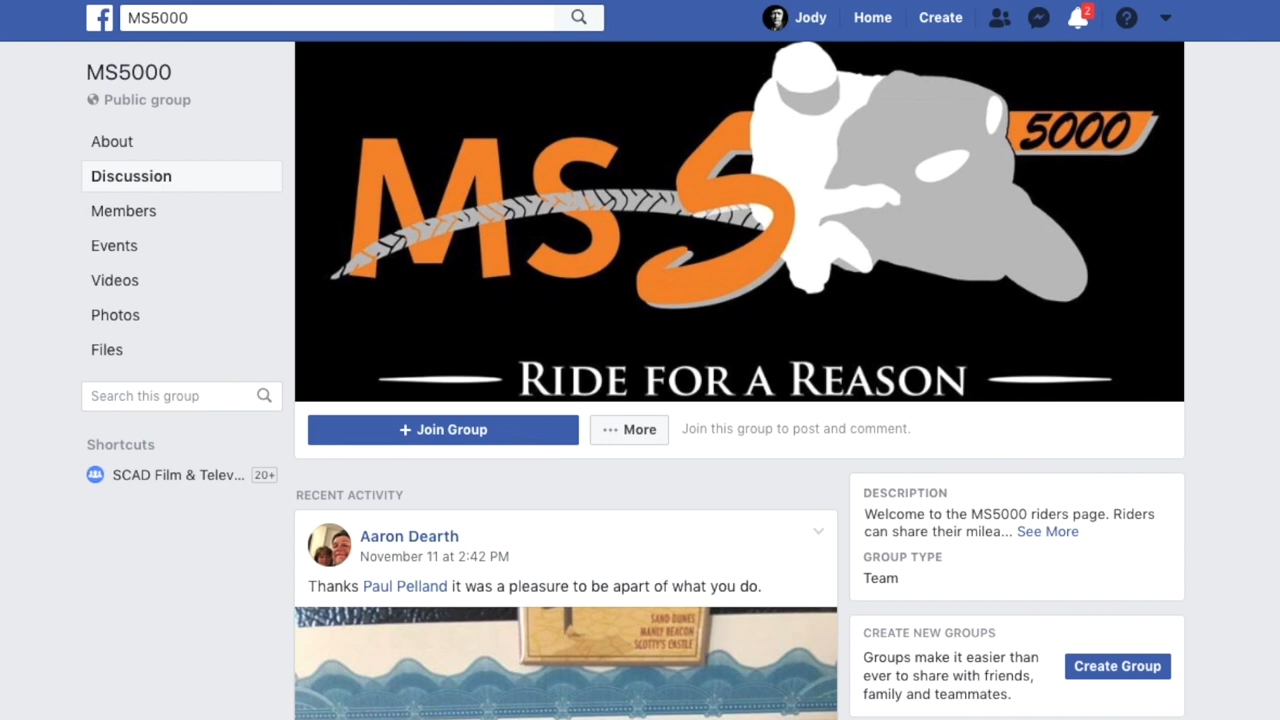 MS5000
Jody
Home
Create
2
MS5000
Public group
About
Discussion
Members
Events
Videos
Photos
Files
Search this group
Shortcuts
SCAD Film & Telev... 20+
MS5000
5000
RIDE FOR A REASON
+ Join Group
··· More
Join this group to post and comment.
RECENT ACTIVITY
Aaron Dearth
November 11 at 2:42 PM
Thanks Paul Pelland it was a pleasure to be apart of what you do.
SAND DUNES
MANLY BEACON
SCOTTY'S CASTLE
DESCRIPTION
Welcome to the MS5000 riders page. Riders
can share their milea... See More
GROUP TYPE
Team
CREATE NEW GROUPS
Groups make it easier than
ever to share with friends,
family and teammates.
Create Group